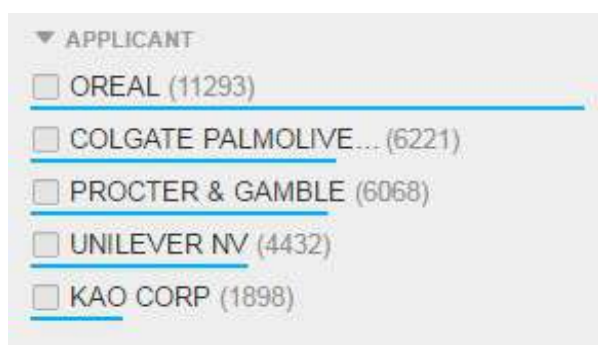 APPLICANT
OREAL (11293)
COLGATE PALMOLIVE... (6221)
PROCTER & GAMBLE (6068)
UNILEVER NV (4432)
KAO CORP (1898)